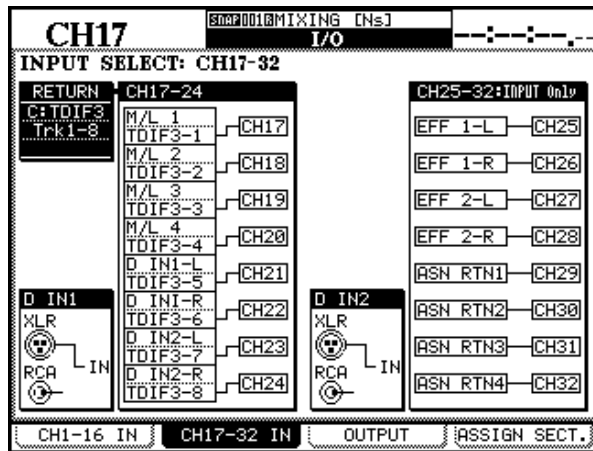 CH17
SNAP001 MIXING [Ns]
I/O
--:--:--.--
INPUT SELECT: CH17-32
RETURN
C:TDIF3
Trk1-8
CH17-24
M/L 1
TDIF3-1
CH17
M/L 2
TDIF3-2
CH18
M/L 3
TDIF3-3
CH19
M/L 4
TDIF3-4
CH20
D IN1-L
TDIF3-5
CH21
D INI-R
TDIF3-6
CH22
D IN2-L
TDIF3-7
CH23
D IN2-R
TDIF3-8
CH24
D IN1
XLR
RCA
IN
D IN2
XLR
RCA
IN
CH25-32:INPUT Only
EFF 1-L
CH25
EFF 1-R
CH26
EFF 2-L
CH27
EFF 2-R
CH28
ASN RTN1
CH29
ASN RTN2
CH30
ASN RTN3
CH31
ASN RTN4
CH32
CH1-16 IN
CH17-32 IN
OUTPUT
ASSIGN SECT.